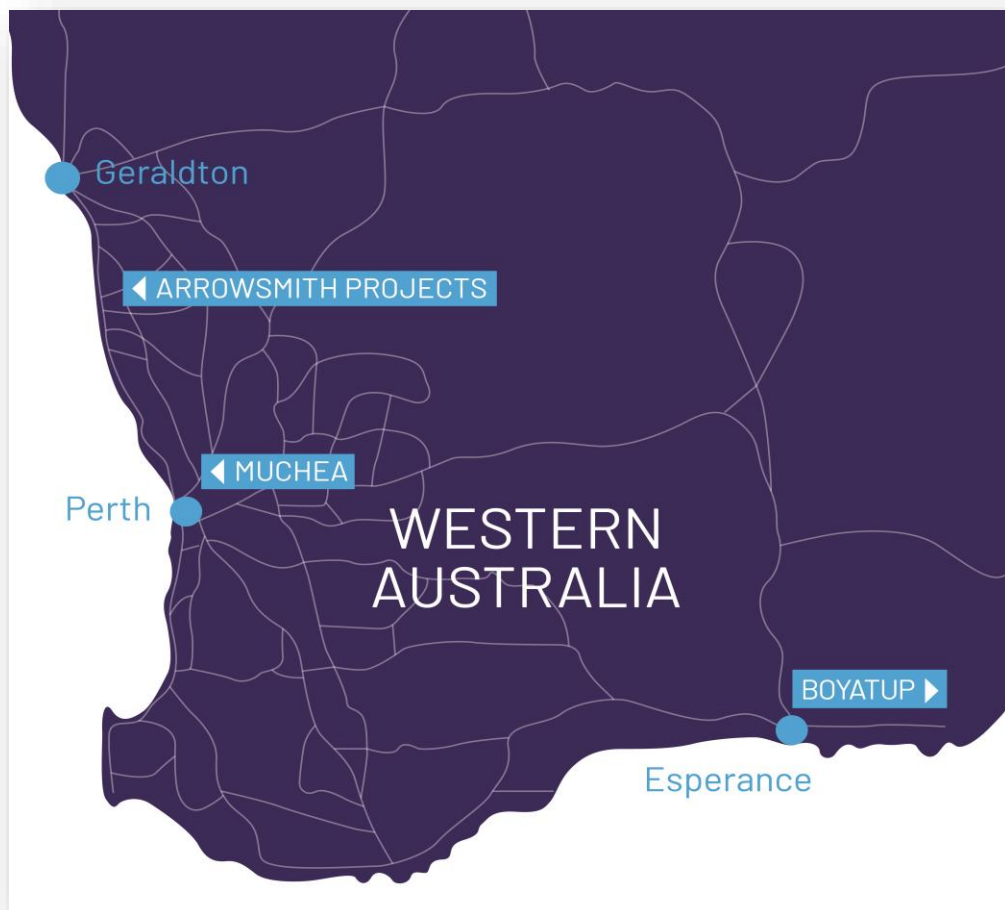 Geraldton
ARROWSMITH PROJECTS
MUCHEA
Perth
WESTERN
AUSTRALIA
BOYATUP
Esperance